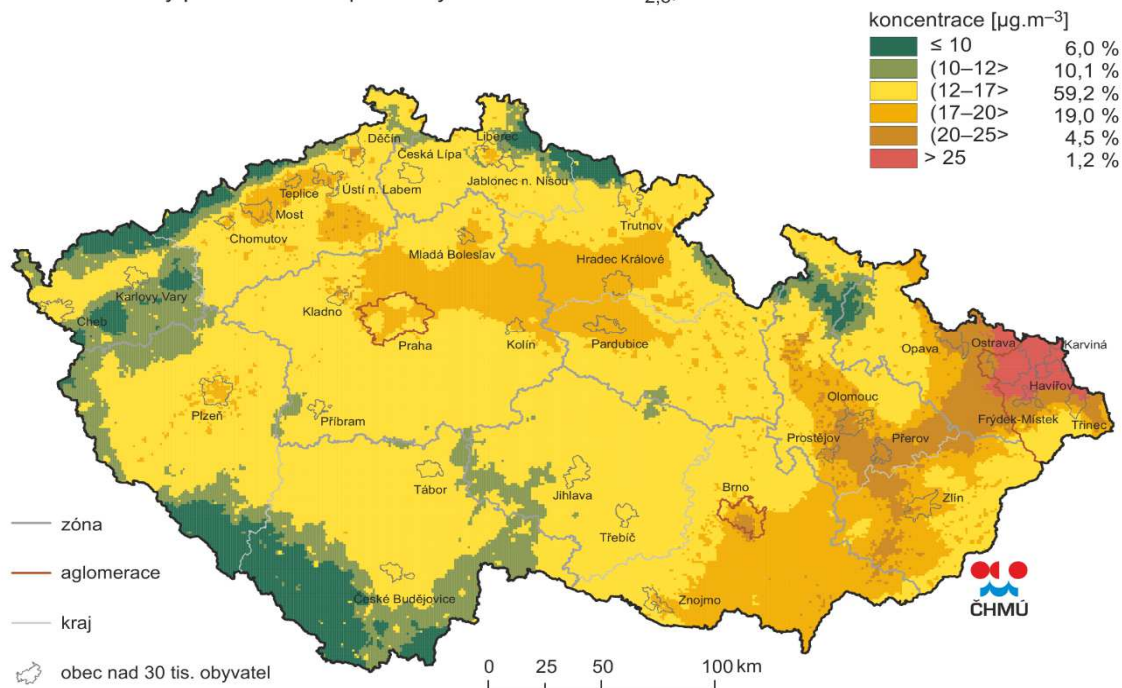 koncentrace [µg.m⁻³]
≤ 10 6,0 %
(10–12> 10,1 %
(12–17> 59,2 %
(17–20> 19,0 %
(20–25> 4,5 %
> 25 1,2 %
Děčín
Liberec
Česká Lípa
Jablonec n. Nisou
Ústí n. Labem
Teplice
Most
Chomutov
Trutnov
Mladá Boleslav
Hradec Králové
Karlovy Vary
Cheb
Kladno
Praha
Kolín
Pardubice
Opava
Ostrava
Karviná
Havířov
Plzeň
Příbram
Olomouc
Frýdek-Místek
Třinec
Prostějov
Přerov
Tábor
Jihlava
Brno
Zlín
Třebíč
České Budějovice
Znojmo
ČHMÚ
zóna
aglomerace
kraj
obec nad 30 tis. obyvatel
0 25 50 100 km